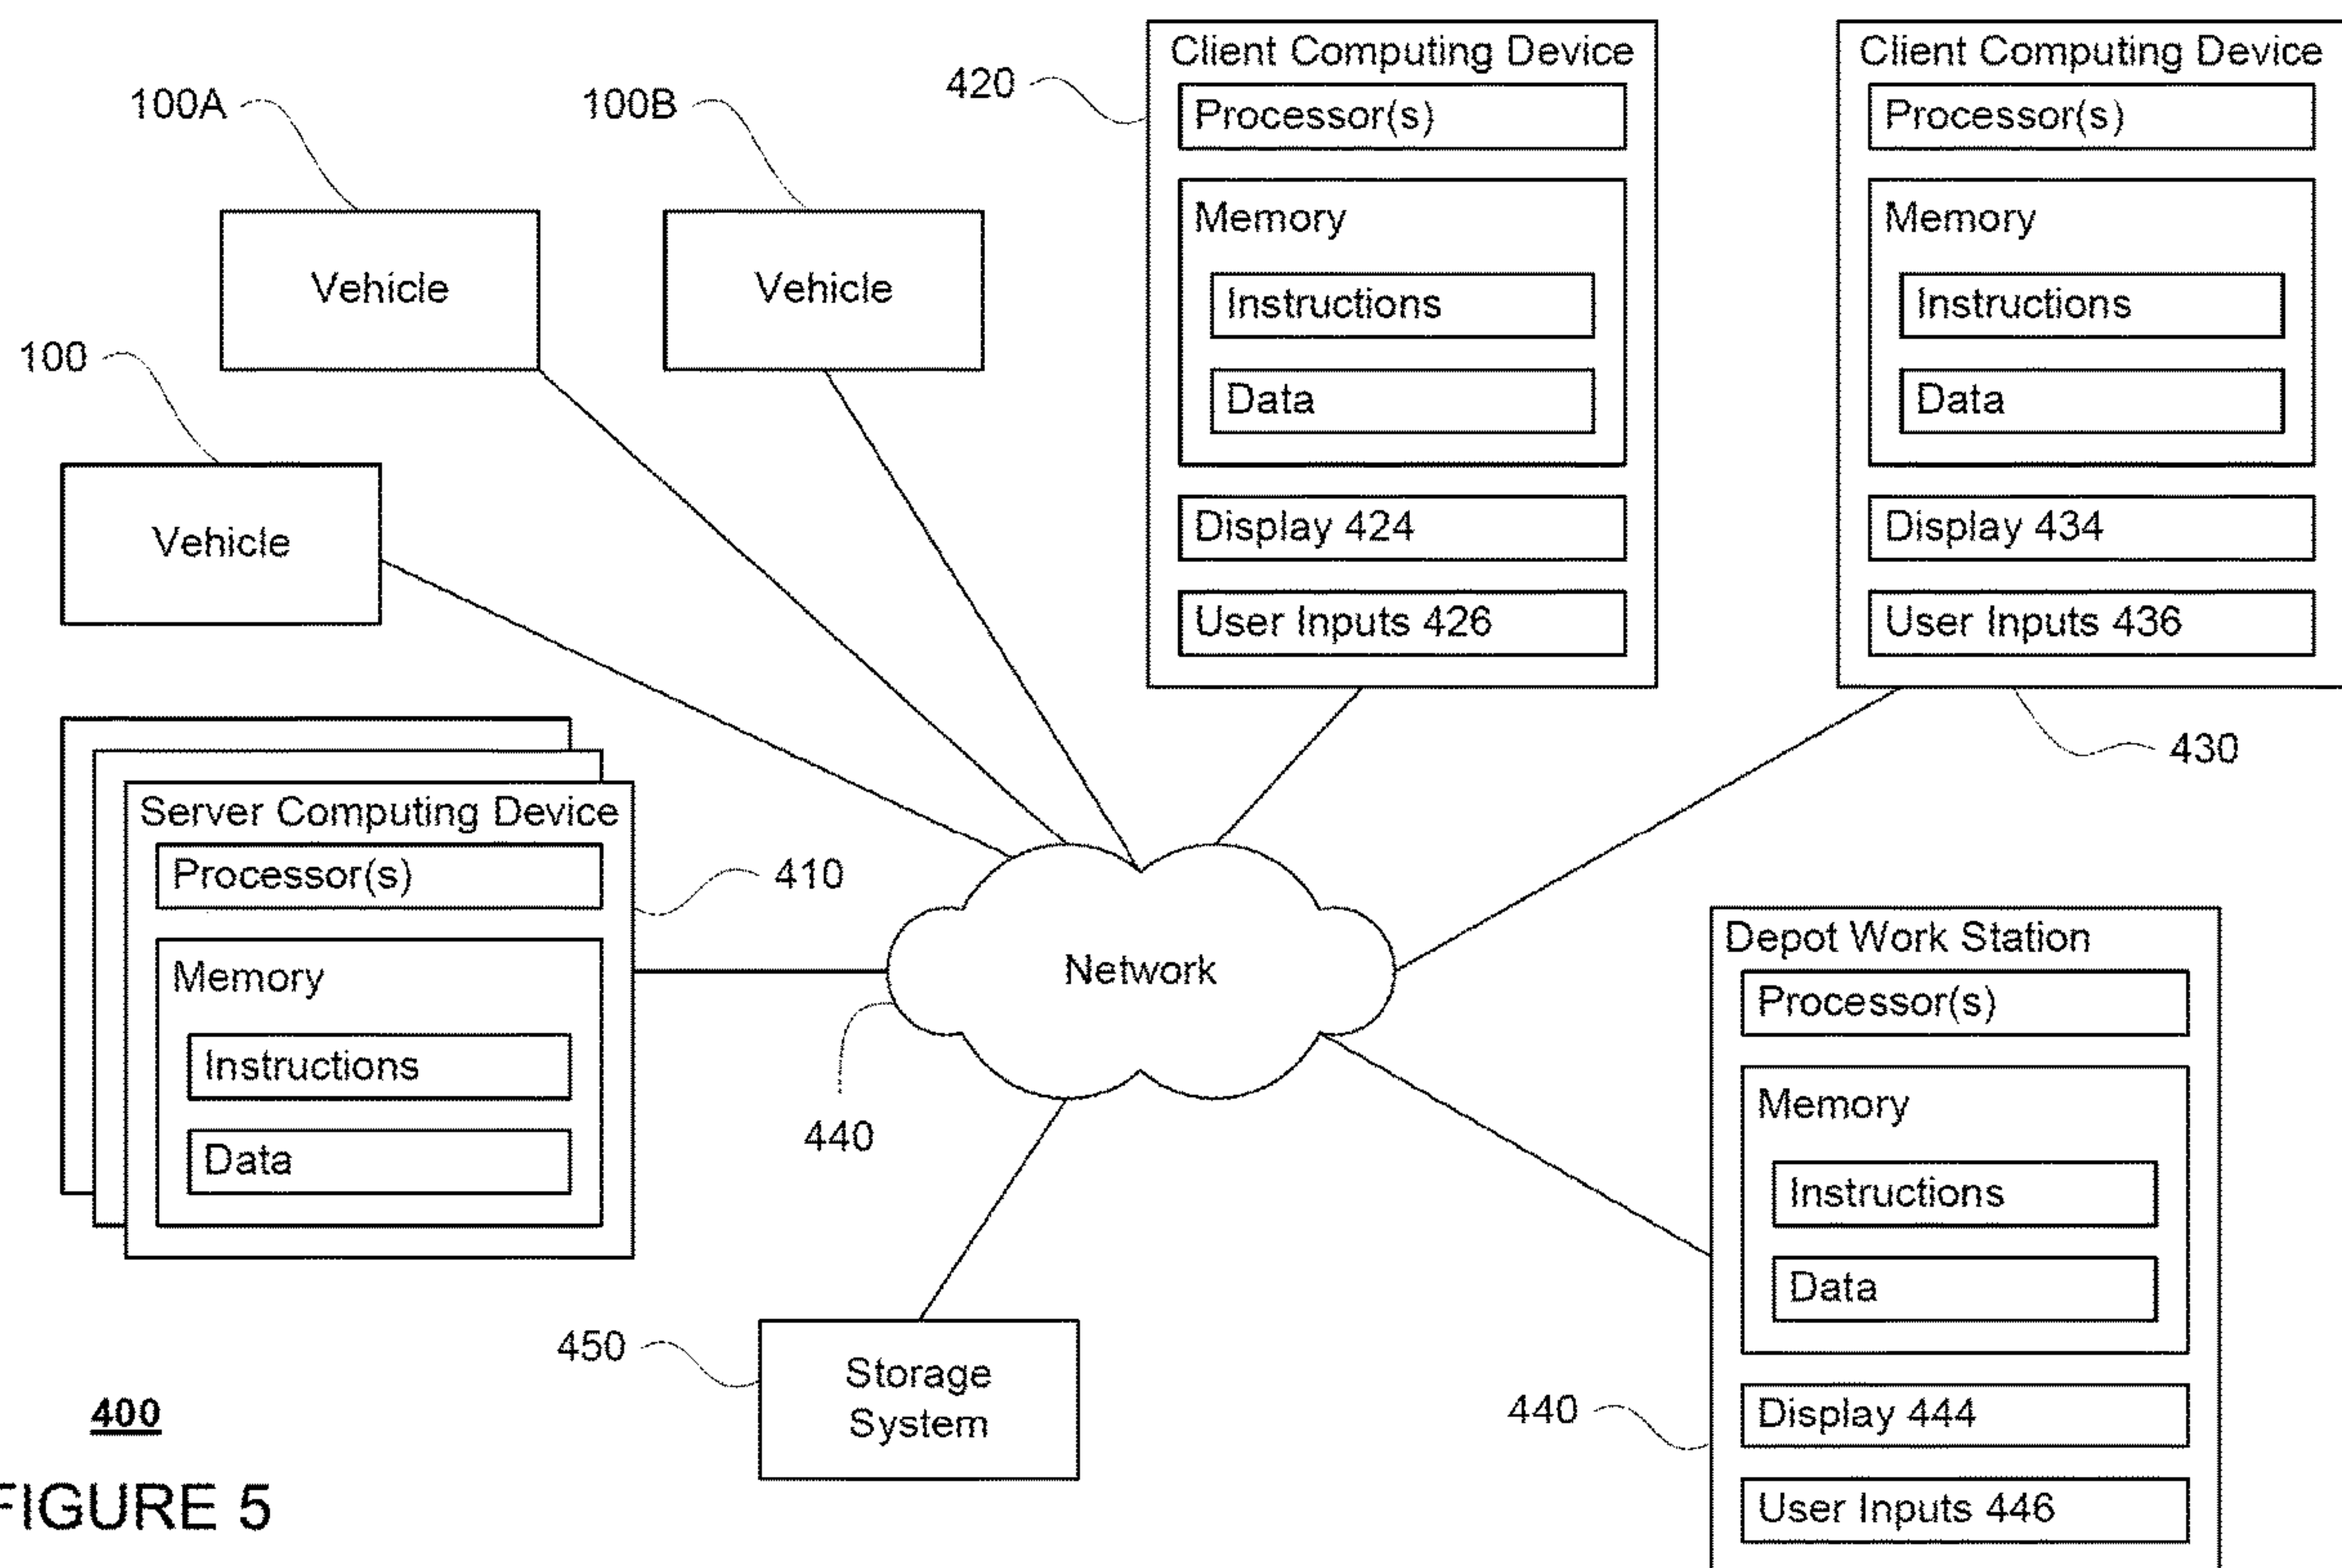 100A
100B
100
Vehicle
Vehicle
Vehicle
420
Client Computing Device
Processor(s)
Memory
Instructions
Data
Display 424
User Inputs 426
Client Computing Device
Processor(s)
Memory
Instructions
Data
Display 434
User Inputs 436
430
Server Computing Device
Processor(s)
Memory
Instructions
Data
410
Network
440
Depot Work Station
Processor(s)
Memory
Instructions
Data
Display 444
User Inputs 446
440
450
Storage
System
400
FIGURE 5